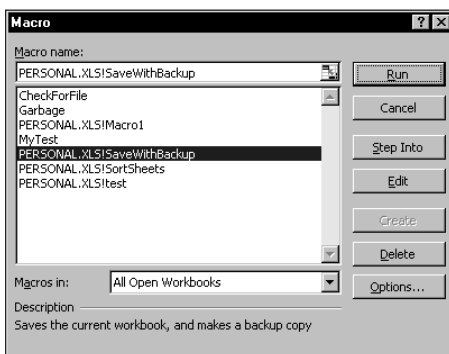 Macro
Macro name:
PERSONAL.XLS!SaveWithBackup
Run
CheckForFile
Garbage
PERSONAL.XLS!Macro1
MyTest
PERSONAL.XLS!SaveWithBackup
PERSONAL.XLS!SortSheets
PERSONAL.XLS!test
Cancel
Step Into
Edit
Create
Delete
Macros in: All Open Workbooks
Options...
Description
Saves the current workbook, and makes a backup copy